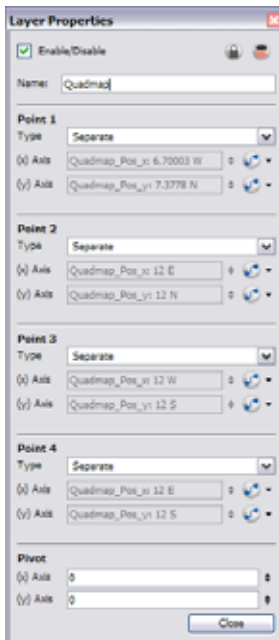 Layer Properties
Enable/Disable
Name: Quadmap
Point 1
Type Separate
(x) Axis Quadmap_Pos_x: 6.70003 W
(y) Axis Quadmap_Pos_y: 7.3778 N
Point 2
Type Separate
(x) Axis Quadmap_Pos_x: 12 E
(y) Axis Quadmap_Pos_y: 12 N
Point 3
Type Separate
(x) Axis Quadmap_Pos_x: 12 W
(y) Axis Quadmap_Pos_y: 12 S
Point 4
Type Separate
(x) Axis Quadmap_Pos_x: 12 E
(y) Axis Quadmap_Pos_y: 12 S
Pivot
(x) Axis 0
(y) Axis 0
Close